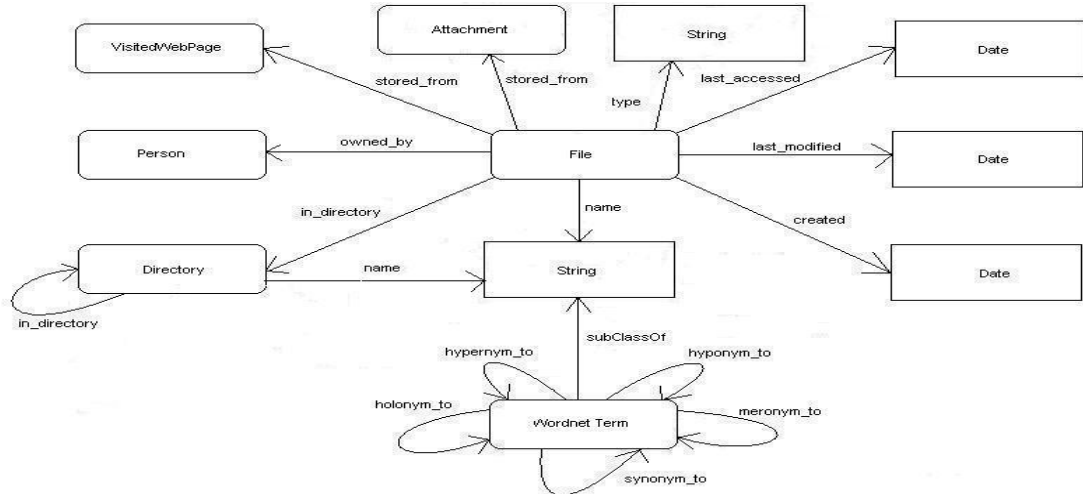 VisitedWebPage
Attachment
String
Date
stored_from
stored_from
last_accessed
type
Person
owned_by
File
last_modified
Date
in_directory
name
created
Directory
name
String
Date
in_directory
subClassOf
hypernym_to
hyponym_to
holonym_to
Wordnet Term
meronym_to
synonym_to